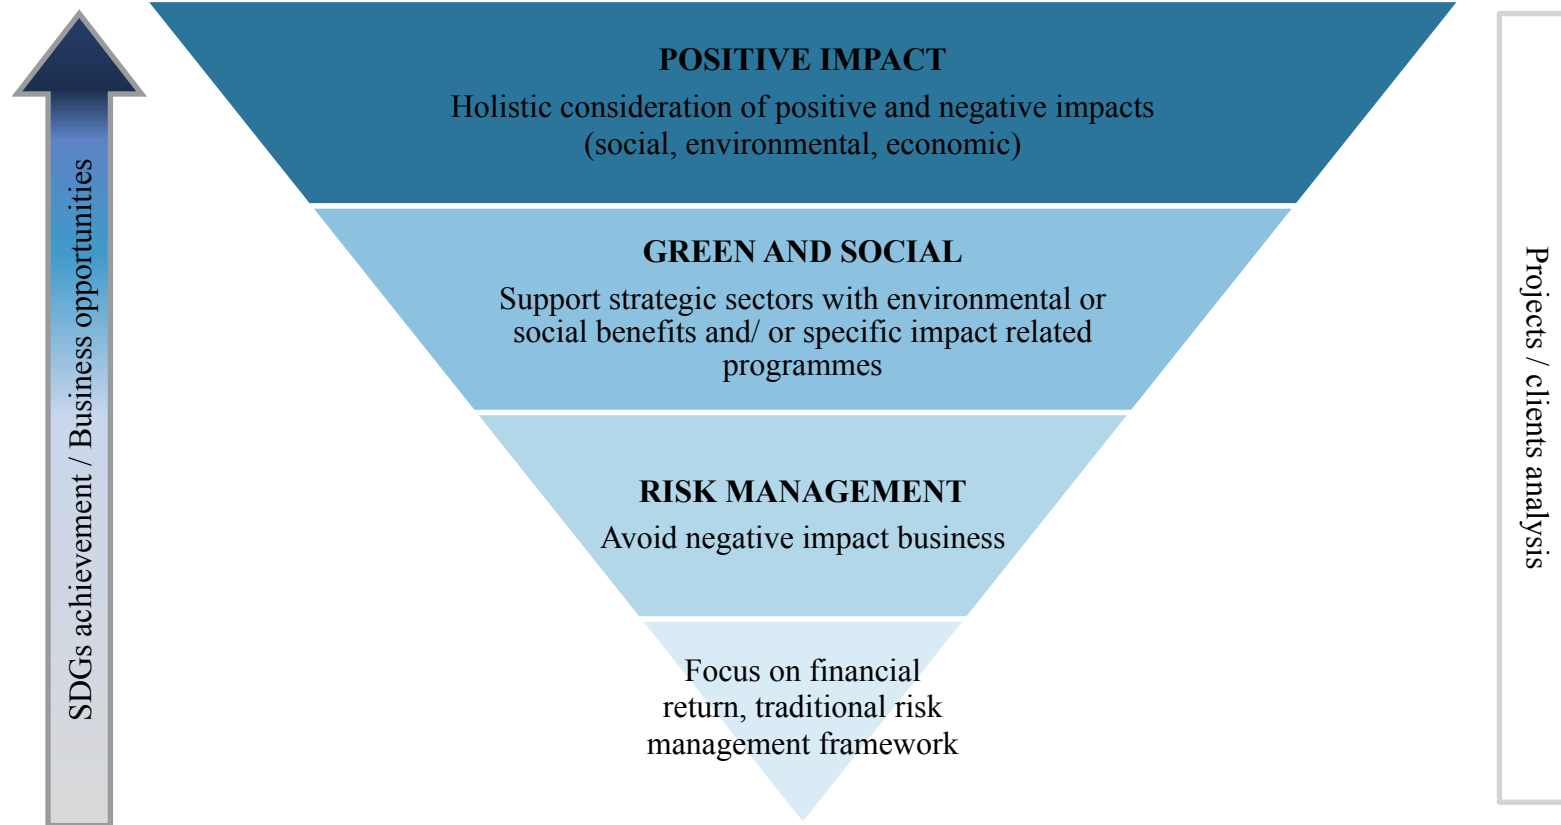 POSITIVE IMPACT
Holistic consideration of positive and negative impacts
(social, environmental, economic)
GREEN AND SOCIAL
Support strategic sectors with environmental or
social benefits and/ or specific impact related
programmes
RISK MANAGEMENT
Avoid negative impact business
Focus on financial
return, traditional risk
management framework
SDGs achievement / Business opportunities
Projects / clients analysis